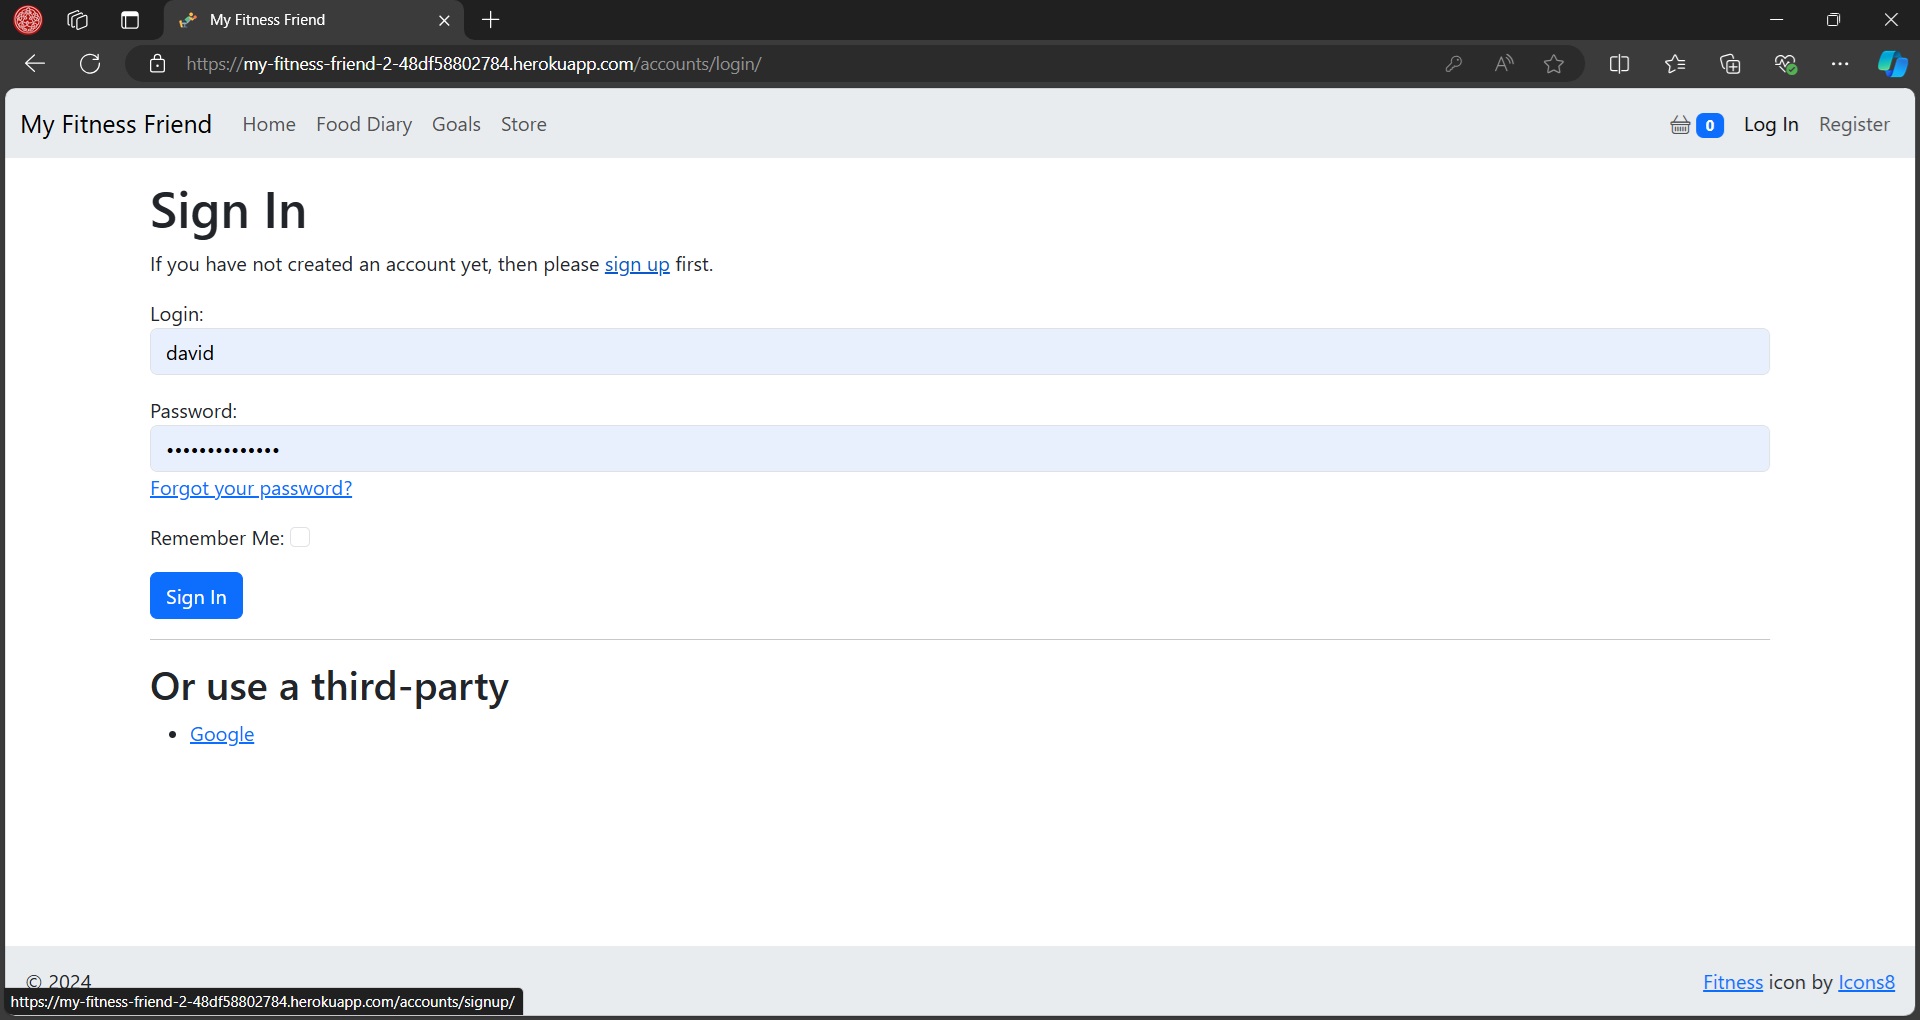 My Fitness Friend
https://my-fitness-friend-2-48df58802784.herokuapp.com/accounts/login/
My Fitness Friend Home Food Diary Goals Store 0 Log In Register
Sign In
If you have not created an account yet, then please sign up first.
Login:
david
Password:
••••••••••••••
Forgot your password?
Remember Me:
Sign In
Or use a third-party
• Google
© 2024 Fitness icon by Icons8
https://my-fitness-friend-2-48df58802784.herokuapp.com/accounts/signup/